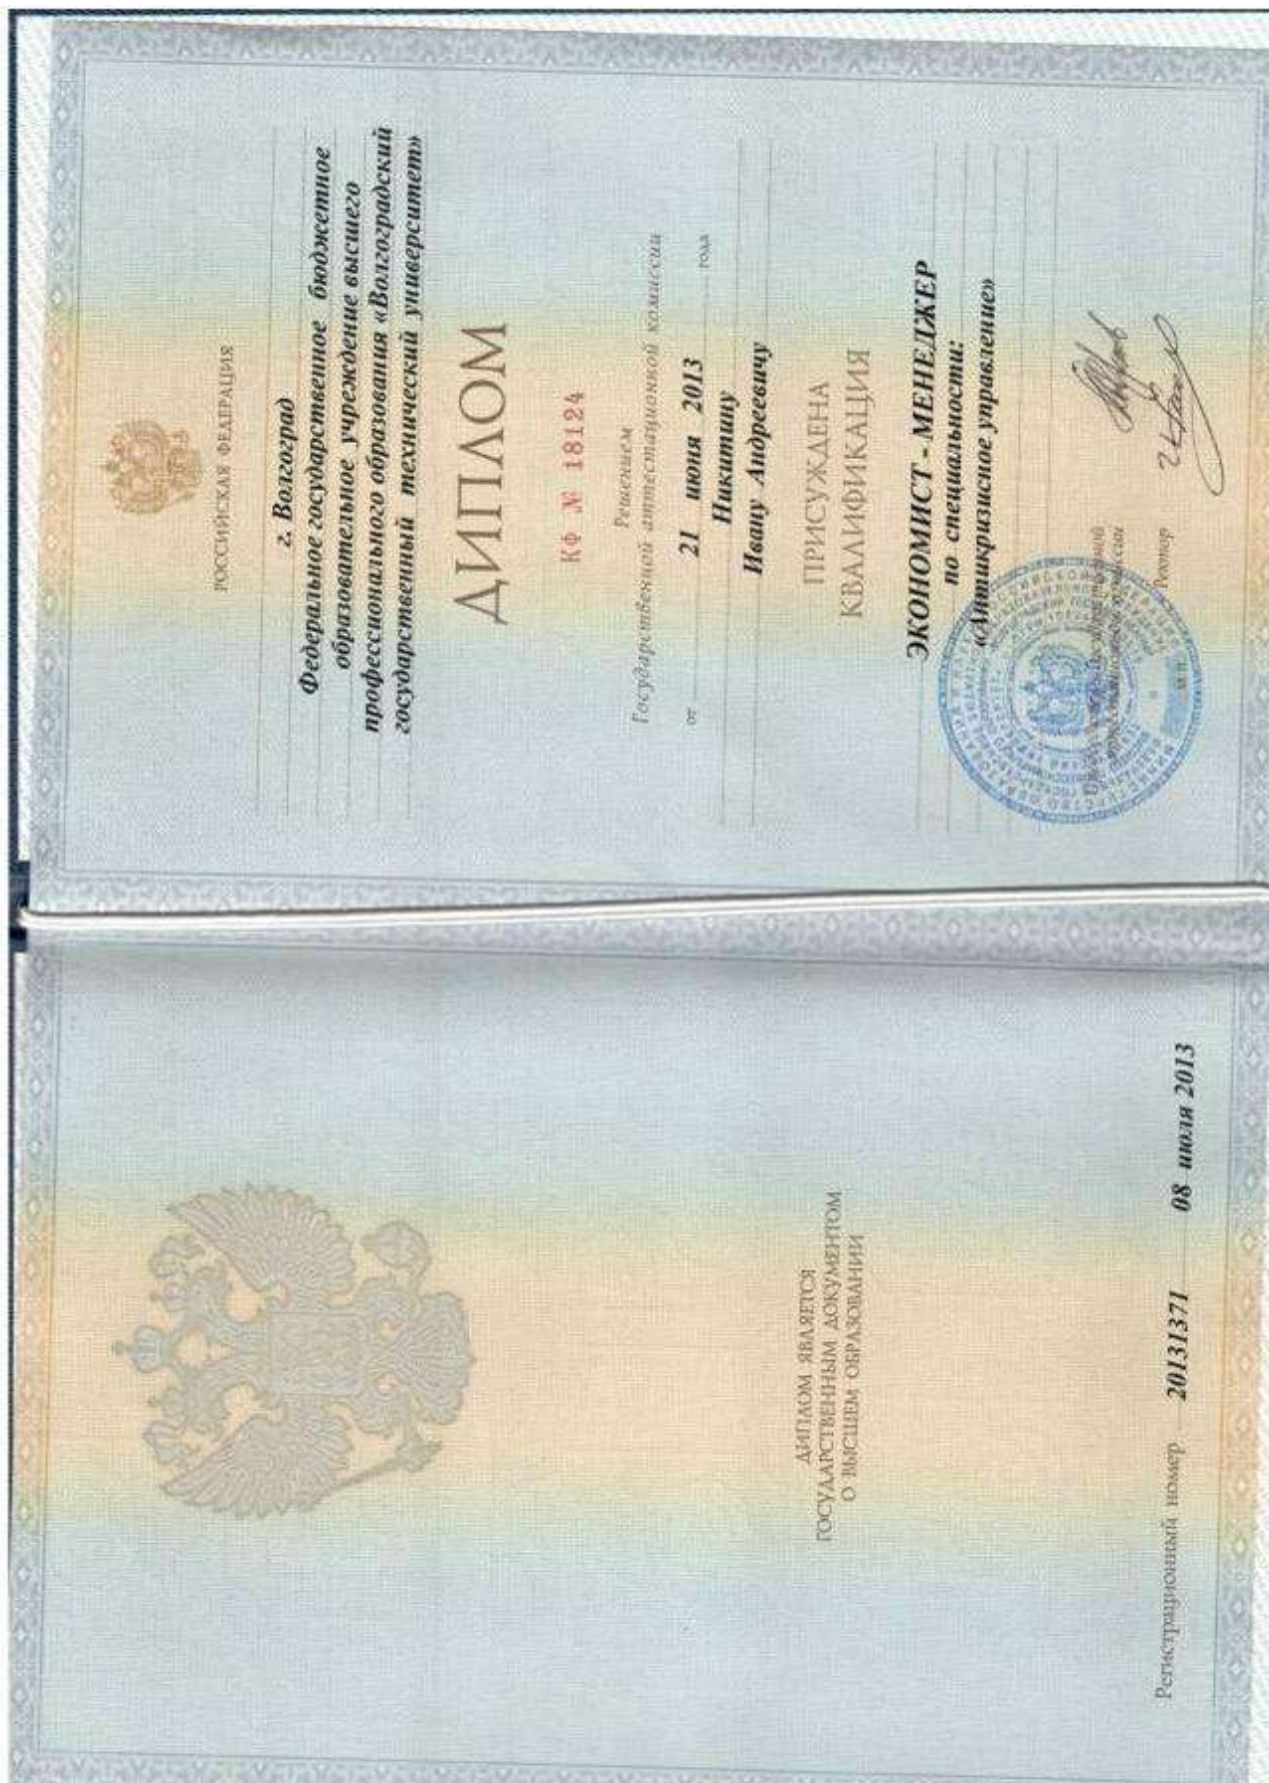 ДИПЛОМ ЯВЛЯЕТСЯ
ГОСУДАРСТВЕННЫМ ДОКУМЕНТОМ
О ВЫСШЕМ ОБРАЗОВАНИИ
Регистрационный номер 20131371 08 июля 2013
РОССИЙСКАЯ ФЕДЕРАЦИЯ
г. Волгоград
Федеральное государственное бюджетное
образовательное учреждение высшего
профессионального образования «Волгоградский
государственный технический университет»
ДИПЛОМ
КФ № 18124
Решением
Государственной аттестационной комиссии
от 21 июня 2013 года
Никитину
Ивану Андреевичу
ПРИСУЖДЕНА
КВАЛИФИКАЦИЯ
ЭКОНОМИСТ - МЕНЕДЖЕР
по специальности:
«Антикризисное управление»
Ректор
М.П.